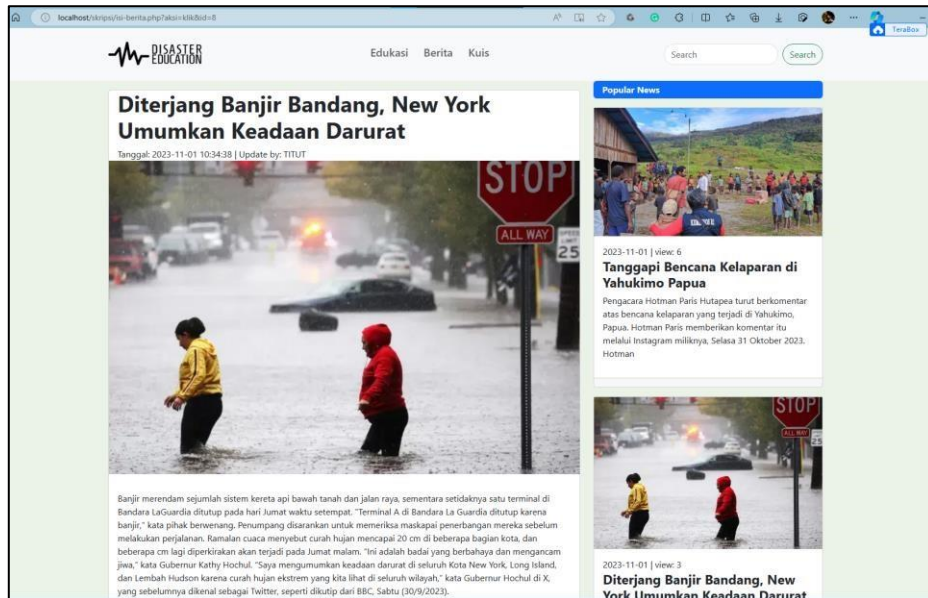 localhost/skripsi/isi-berita.php?aksi=klik&id=8
TeraBox
DISASTER
EDUCATION
Edukasi
Berita
Kuis
Search
Search
Diterjang Banjir Bandang, New York
Umumkan Keadaan Darurat
Tanggal: 2023-11-01 10:34:38 | Update by: TITUT
STOP
ALL WAY
SPEED
LIMIT
25
Banjir merendam sejumlah sistem kereta api bawah tanah dan jalan raya, sementara setidaknya satu terminal di
Bandara LaGuardia ditutup pada hari Jumat waktu setempat. "Terminal A di Bandara La Guardia ditutup karena
banjir," kata pihak berwenang. Penumpang disarankan untuk memeriksa maskapai penerbangan mereka sebelum
melakukan perjalanan. Ramalan cuaca menyebut curah hujan mencapai 20 cm di beberapa bagian kota, dan
beberapa cm lagi diperkirakan akan terjadi pada Jumat malam. "Ini adalah badai yang berbahaya dan mengancam
jiwa," kata Gubernur Kathy Hochul. "Saya mengumumkan keadaan darurat di seluruh Kota New York, Long Island,
dan Lembah Hudson karena curah hujan ekstrem yang kita lihat di seluruh wilayah," kata Gubernur Hochul di X,
yang sebelumnya dikenal sebagai Twitter, seperti dikutip dari BBC, Sabtu (30/9/2023).
Popular News
2023-11-01 | view: 6
Tanggapi Bencana Kelaparan di
Yahukimo Papua
Pengacara Hotman Paris Hutapea turut berkomentar
atas bencana kelaparan yang terjadi di Yahukimo,
Papua. Hotman Paris memberikan komentar itu
melalui Instagram miliknya, Selasa 31 Oktober 2023.
Hotman
STOP
ALL WAY
2023-11-01 | view: 3
Diterjang Banjir Bandang, New
York Umumkan Keadaan Darurat